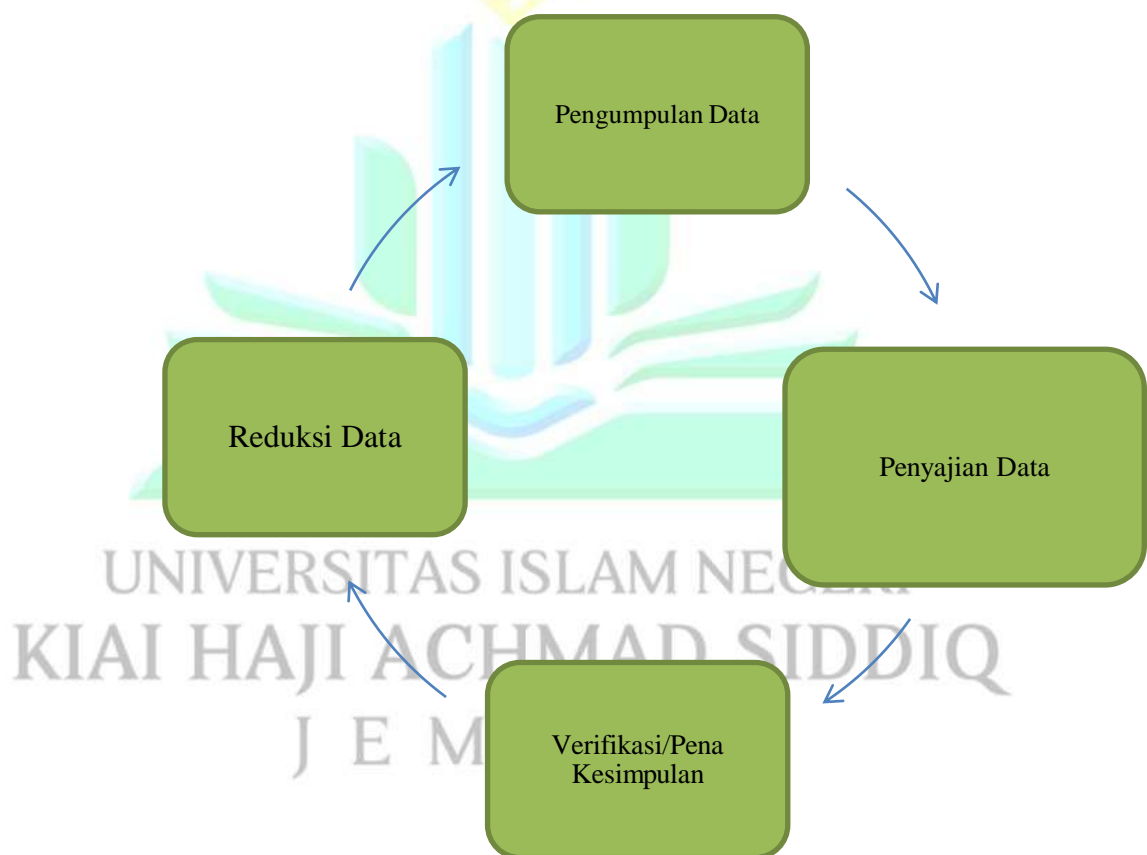 Pengumpulan Data
Reduksi Data
Penyajian Data
UNIVERSITAS ISLAM NEGERI
KIAI HAJI ACHMAD SIDDIQ
J E M
Verifikasi/Pena
Kesimpulan